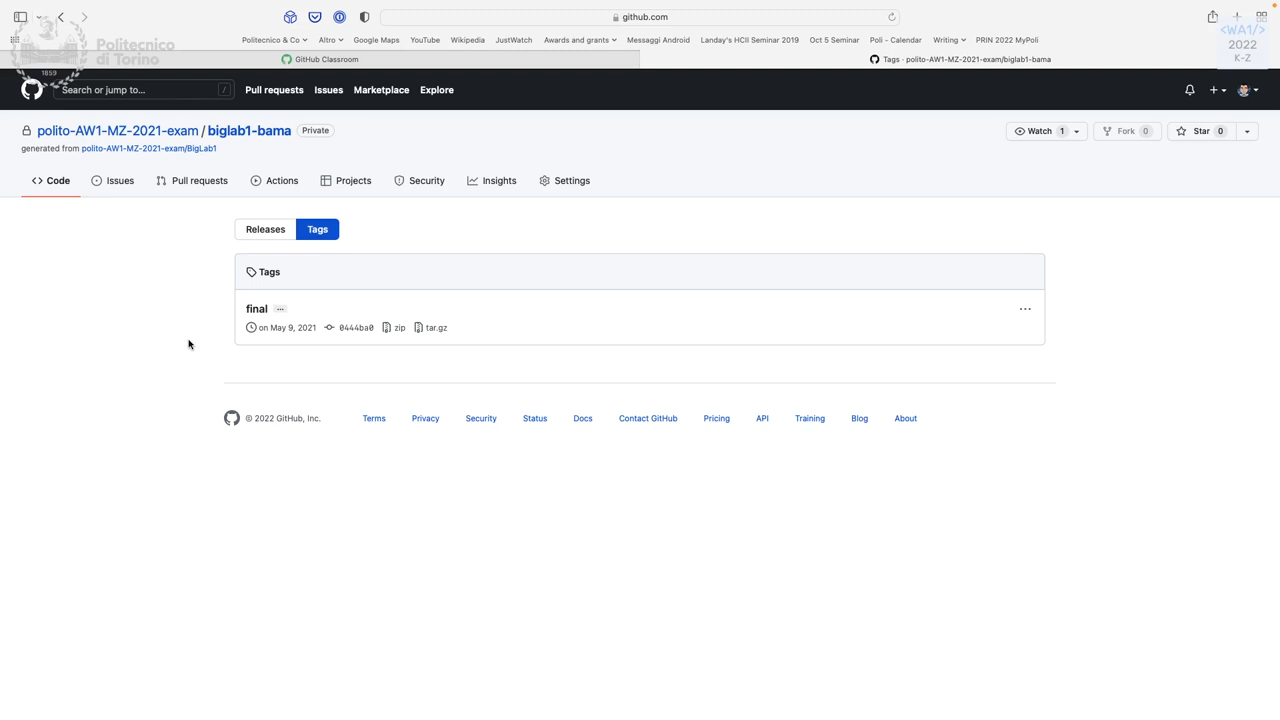 github.com
Politecnico & Co Altro Google Maps YouTube Wikipedia JustWatch Awards and grants Messaggi Android Landay's HCII Seminar 2019 Oct 5 Seminar Poli - Calendar Writing PRIN 2022 MyPoli
Politecnico
di Torino
1859
<WA1/>
2022
K-Z
GitHub Classroom
Tags · polito-AW1-MZ-2021-exam/biglab1-bama
Search or jump to... /
Pull requests Issues Marketplace Explore
polito-AW1-MZ-2021-exam / biglab1-bama Private
generated from polito-AW1-MZ-2021-exam/BigLab1
Watch 1 Fork 0 Star 0
Code Issues Pull requests Actions Projects Security Insights Settings
Releases Tags
Tags
final ...
on May 9, 2021 0444ba0 zip tar.gz
© 2022 GitHub, Inc. Terms Privacy Security Status Docs Contact GitHub Pricing API Training Blog About